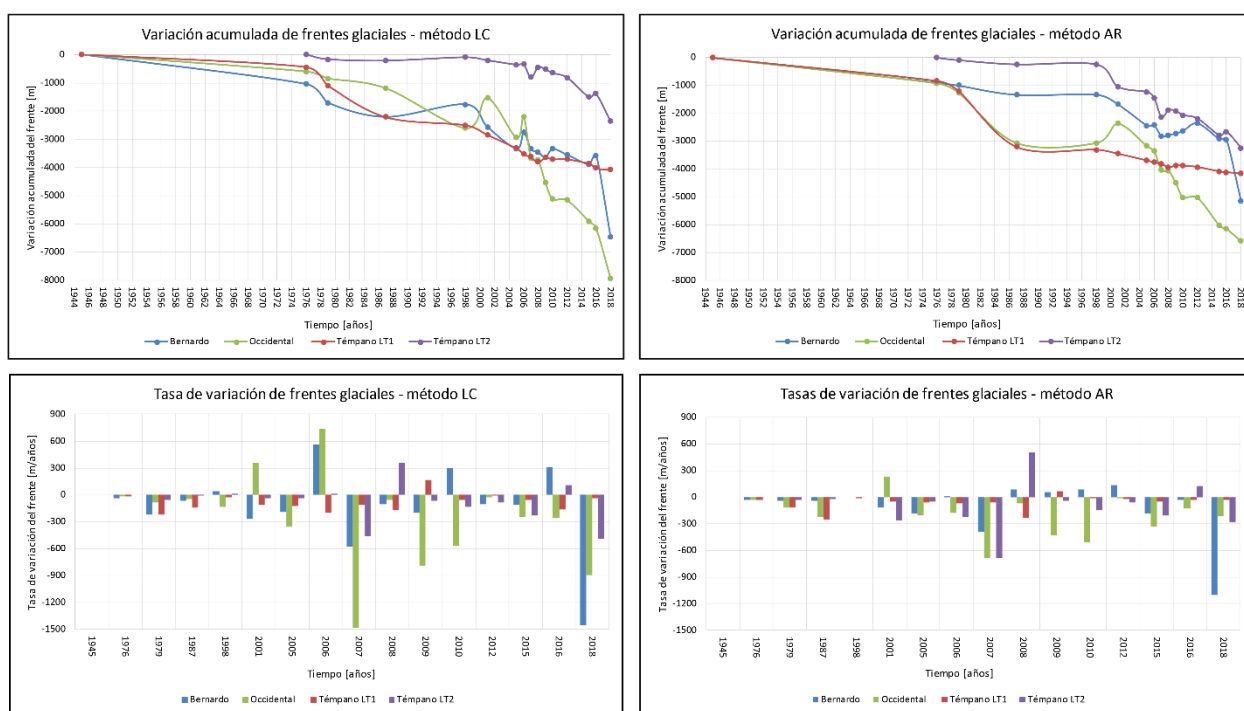 Variación acumulada de frentes glaciales - método LC
Variación acumulada del frente [m]
0
-1000
-2000
-3000
-4000
-5000
-6000
-7000
-8000
1944 1946 1950 1952 1954 1956 1958 1960 1962 1964 1966 1968 1970 1972 1974 1976 1978 1980 1982 1984 1986 1988 1990 1992 1994 1996 1998 2000 2002 2004 2006 2008 2010 2012 2014 2016 2018
Tiempo [años]
Bernardo Occidental Témpano LT1 Témpano LT2
Variación acumulada de frentes glaciales - método AR
Variación acumulada del frente [m]
0
-1000
-2000
-3000
-4000
-5000
-6000
-7000
-8000
1944 1946 1950 1952 1954 1956 1958 1960 1962 1964 1966 1968 1970 1972 1974 1976 1978 1980 1982 1984 1986 1988 1990 1992 1994 1996 1998 2000 2002 2004 2006 2008 2010 2012 2014 2016 2018
Tiempo [años]
Bernardo Occidental Témpano LT1 Témpano LT2
Tasa de variación de frentes glaciales - método LC
Tasa de variación del frente [m/años]
900
600
300
0
-300
-600
-900
-1200
-1500
1945 1976 1979 1987 1998 2001 2005 2006 2007 2008 2009 2010 2012 2015 2016 2018
Tiempo [años]
Bernardo Occidental Témpano LT1 Témpano LT2
Tasas de variación de frentes glaciales - método AR
Tasa de variación del frente [m/años]
900
600
300
0
-300
-600
-900
-1200
-1500
1945 1976 1979 1987 1998 2001 2005 2006 2007 2008 2009 2010 2012 2015 2016 2018
Tiempo [años]
Bernardo Occidental Témpano LT1 Témpano LT2